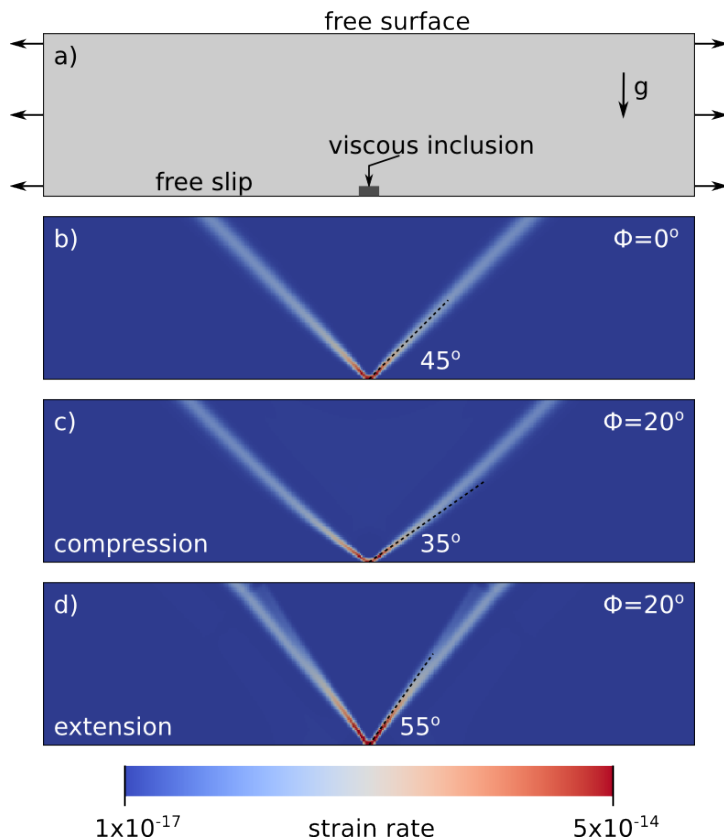 free surface
a)
g
viscous inclusion
free slip
b)
Φ=0°
45°
c)
Φ=20°
compression
35°
d)
Φ=20°
extension
55°
1x10⁻¹⁷ strain rate 5x10⁻¹⁴